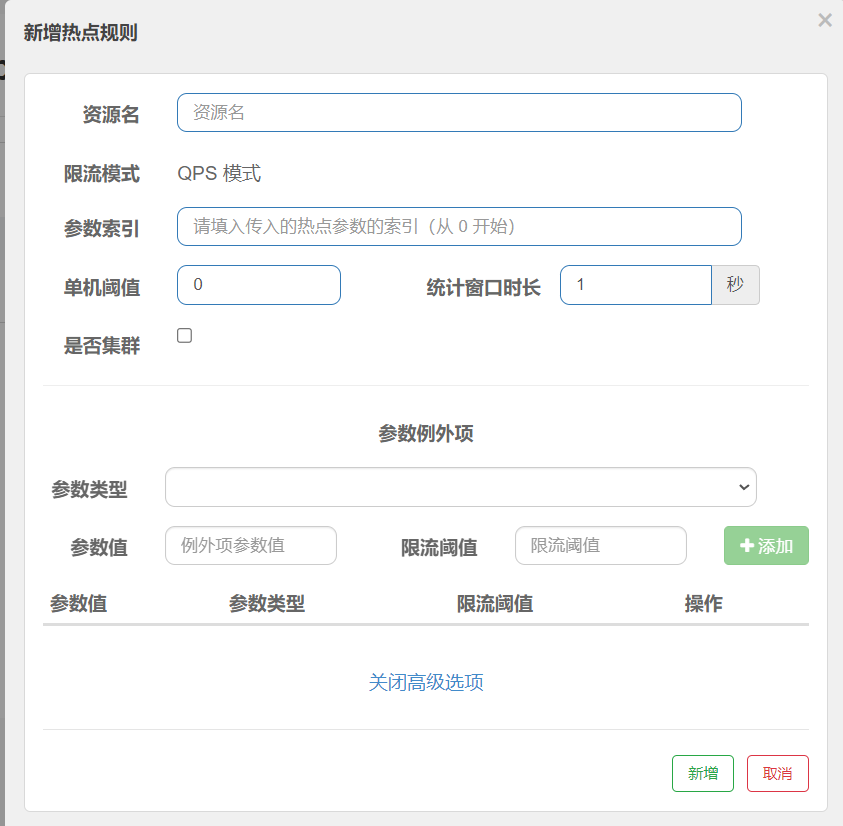 新增热点规则
×
资源名 资源名
限流模式 QPS 模式
参数索引 请填入传入的热点参数的索引（从 0 开始）
单机阈值 0 统计窗口时长 1 秒
是否集群
参数例外项
参数类型
参数值 例外项参数值 限流阈值 限流阈值 +添加
参数值 参数类型 限流阈值 操作
关闭高级选项
新增 取消